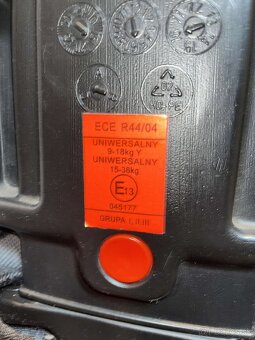 ECE R44/04
UNIWERSALNY
9-18kg Y
UNIWERSALNY
15-36kg
E13
045177
GRUPA I,II,III